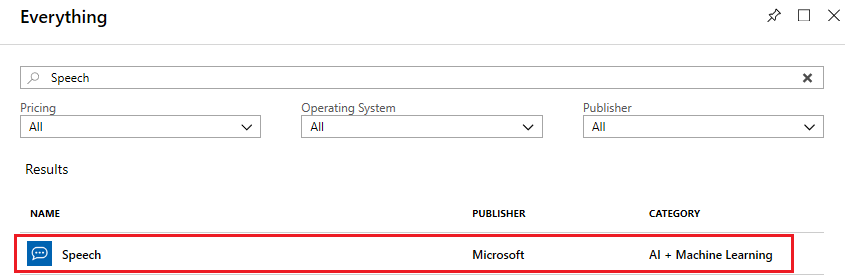 Everything
Speech
Pricing Operating System Publisher
All All All
Results
NAME PUBLISHER CATEGORY
Speech Microsoft AI + Machine Learning